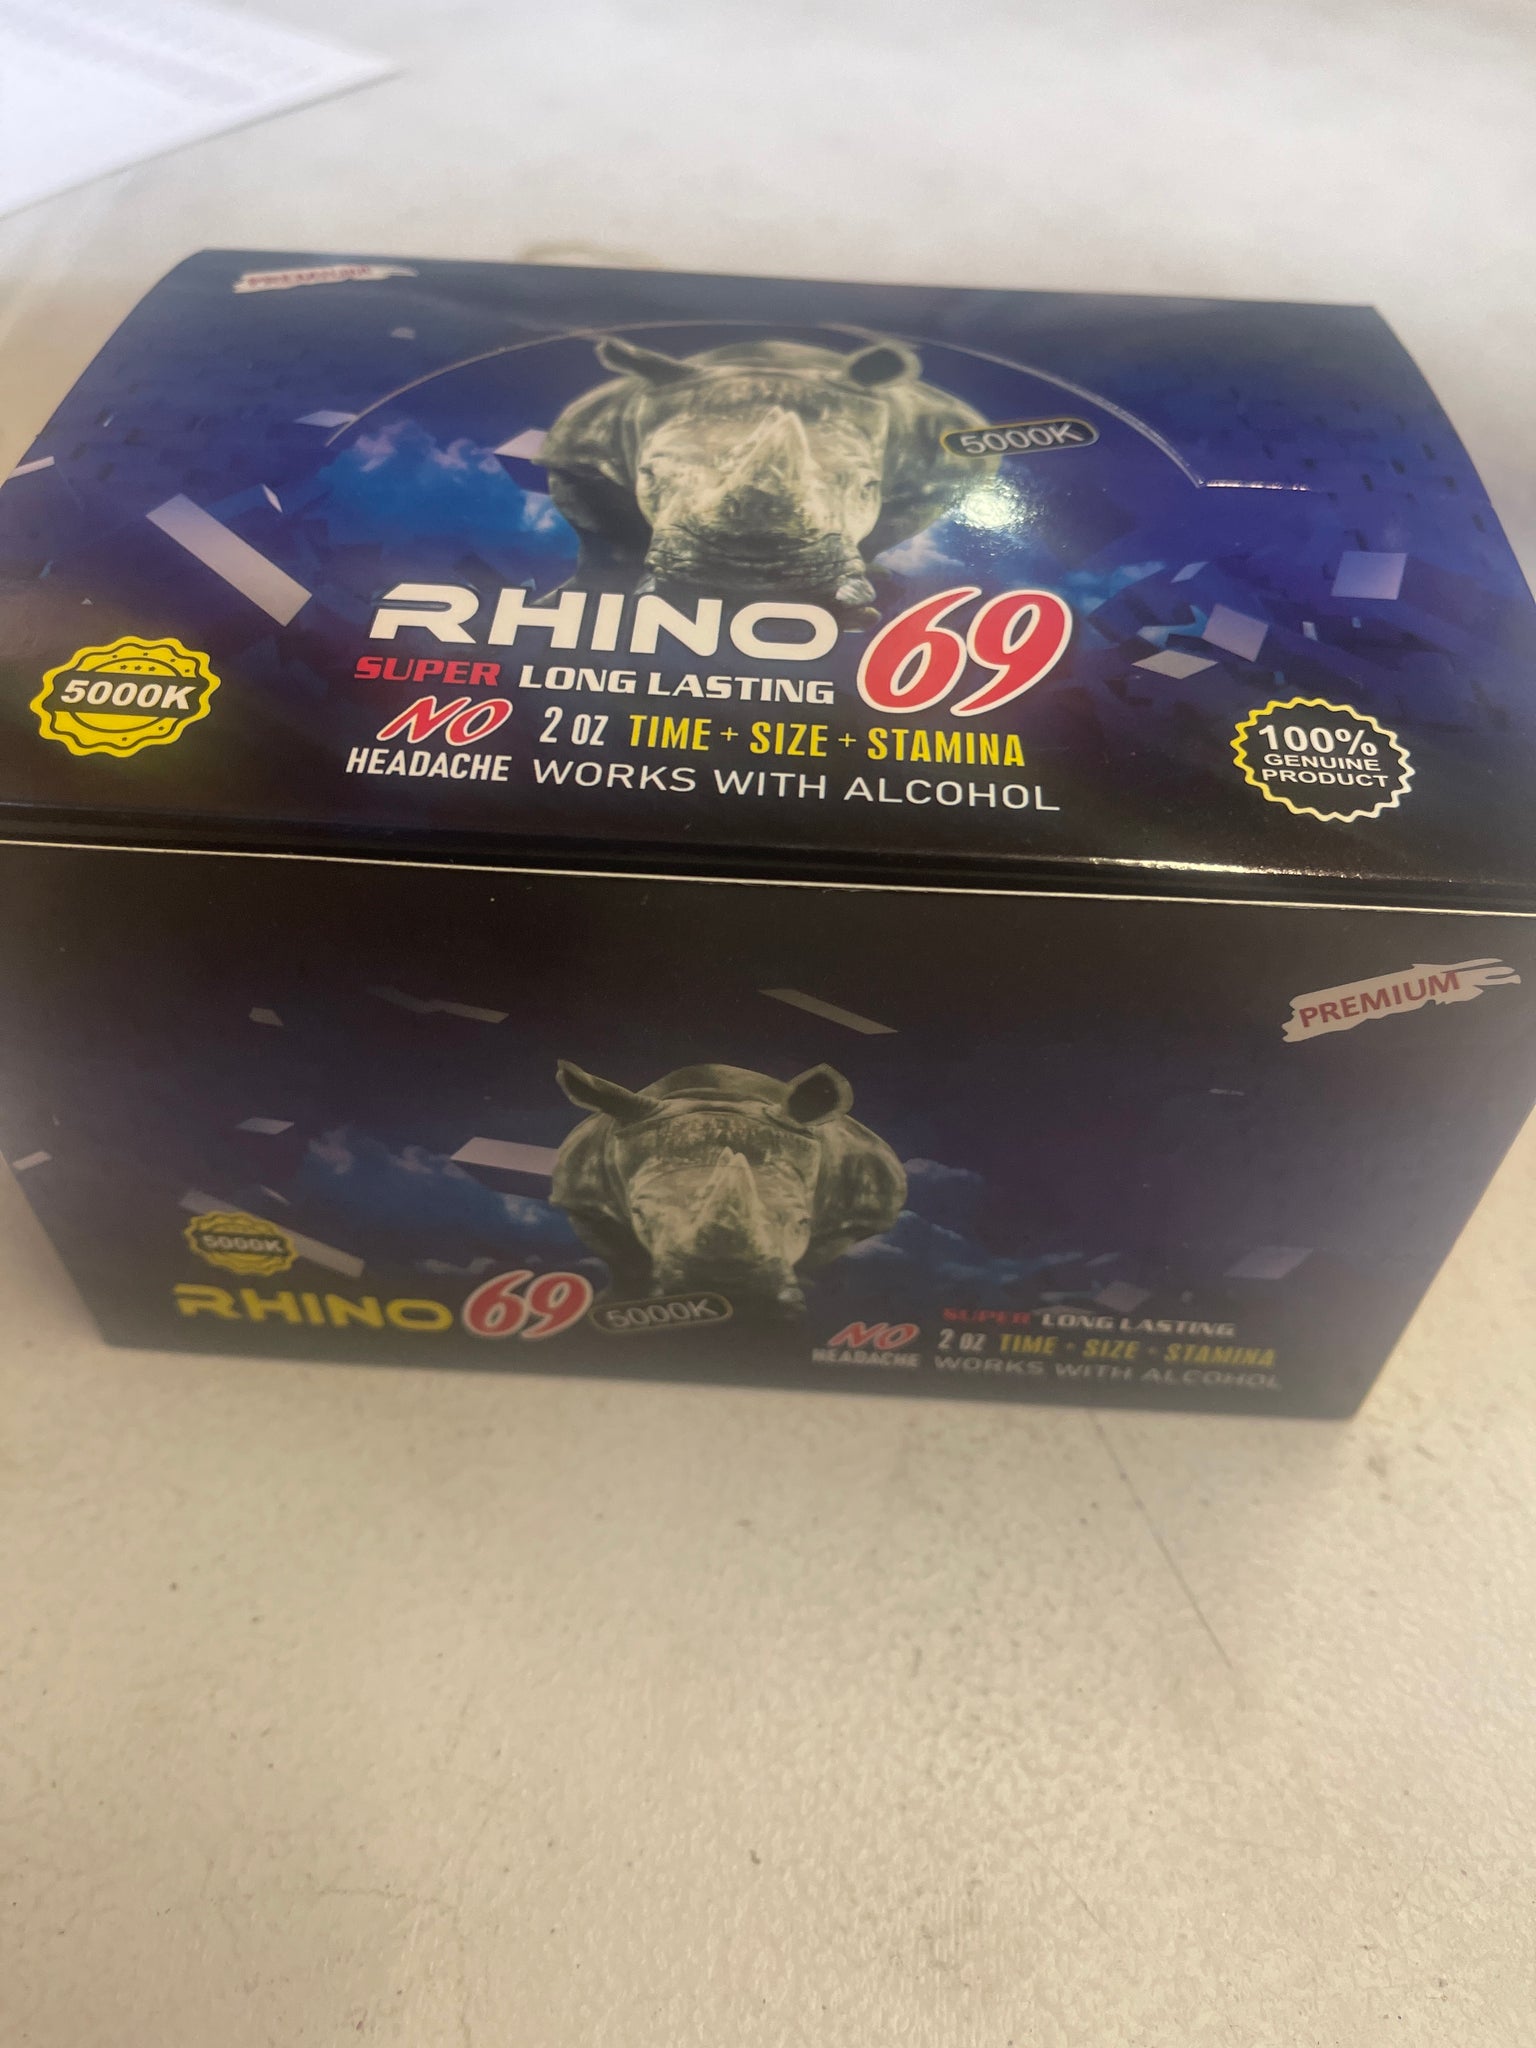 PREMIUM
5000K
RHINO 69
SUPER LONG LASTING
NO HEADACHE
2 OZ TIME + SIZE + STAMINA
WORKS WITH ALCOHOL
5000K
100%
GENUINE
PRODUCT
PREMIUM
5000K
RHINO 69 5000K
SUPER LONG LASTING
NO HEADACHE
2 OZ TIME + SIZE + STAMINA
WORKS WITH ALCOHOL